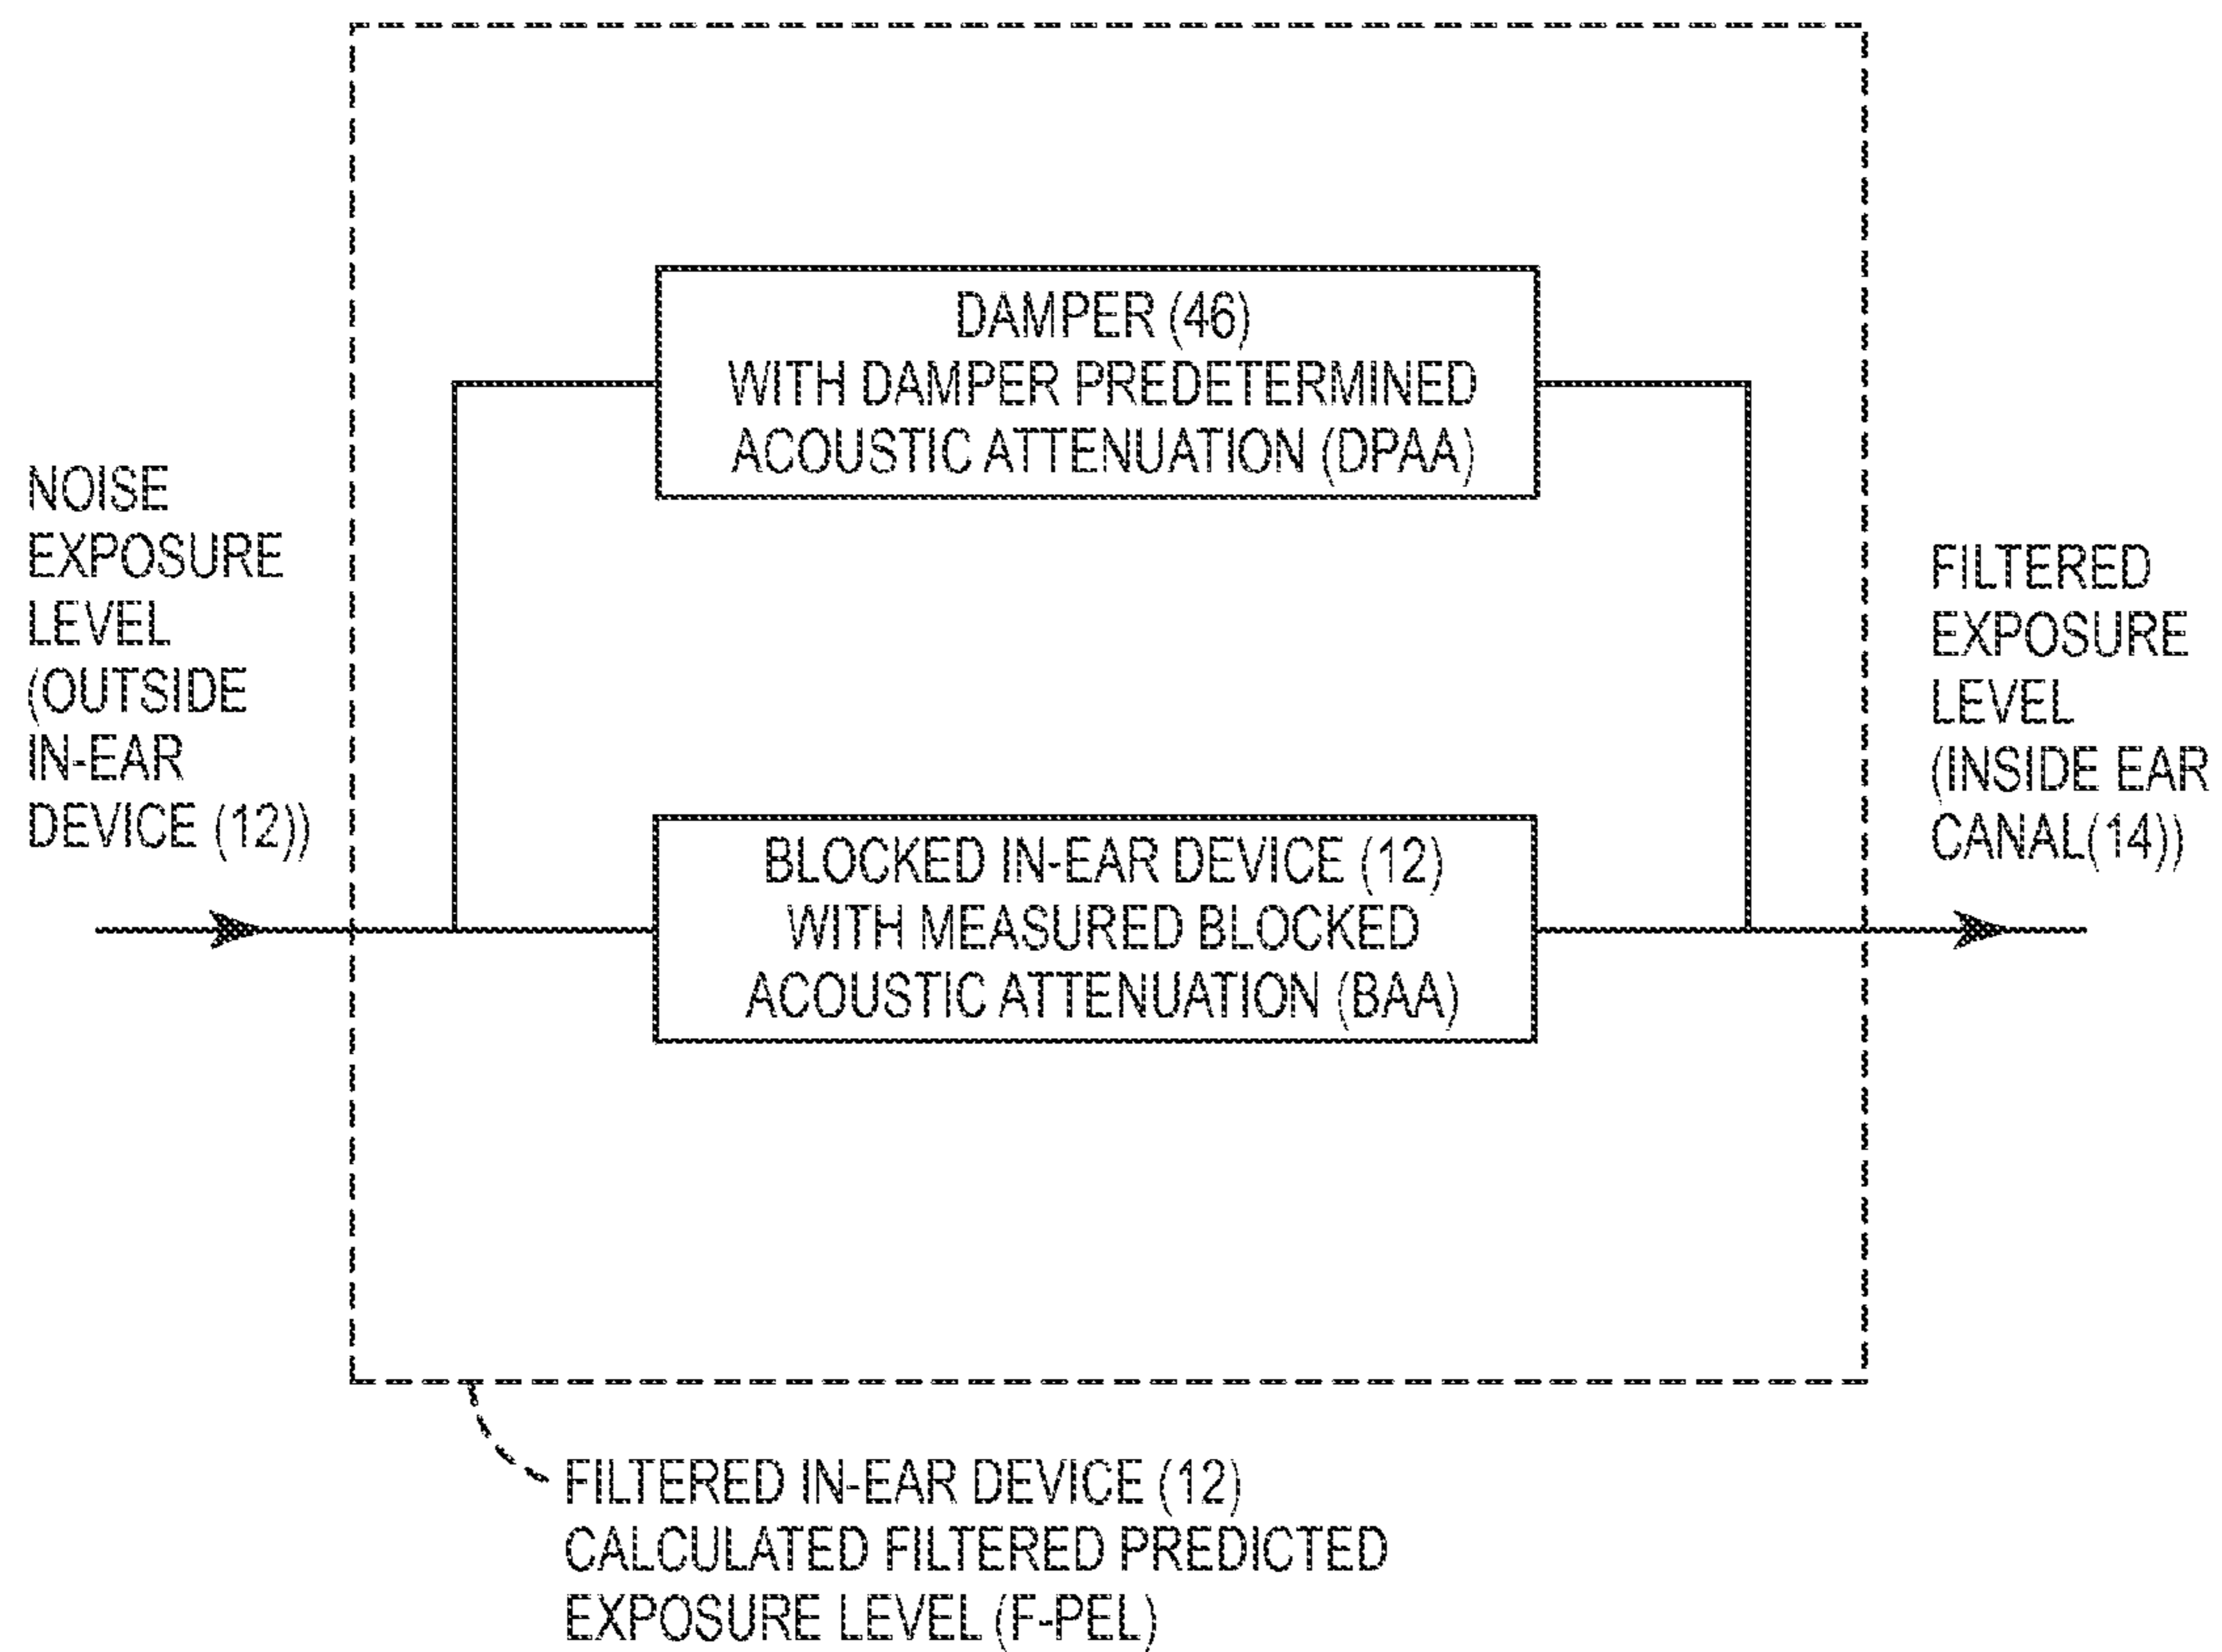 DAMPER (46)
WITH DAMPER PREDETERMINED
ACOUSTIC ATTENUATION (DPAA)
NOISE
EXPOSURE
LEVEL
(OUTSIDE
IN-EAR
DEVICE (12))
FILTERED
EXPOSURE
LEVEL
(INSIDE EAR
CANAL(14))
BLOCKED IN-EAR DEVICE (12)
WITH MEASURED BLOCKED
ACOUSTIC ATTENUATION (BAA)
FILTERED IN-EAR DEVICE (12)
CALCULATED FILTERED PREDICTED
EXPOSURE LEVEL (F-PEL)